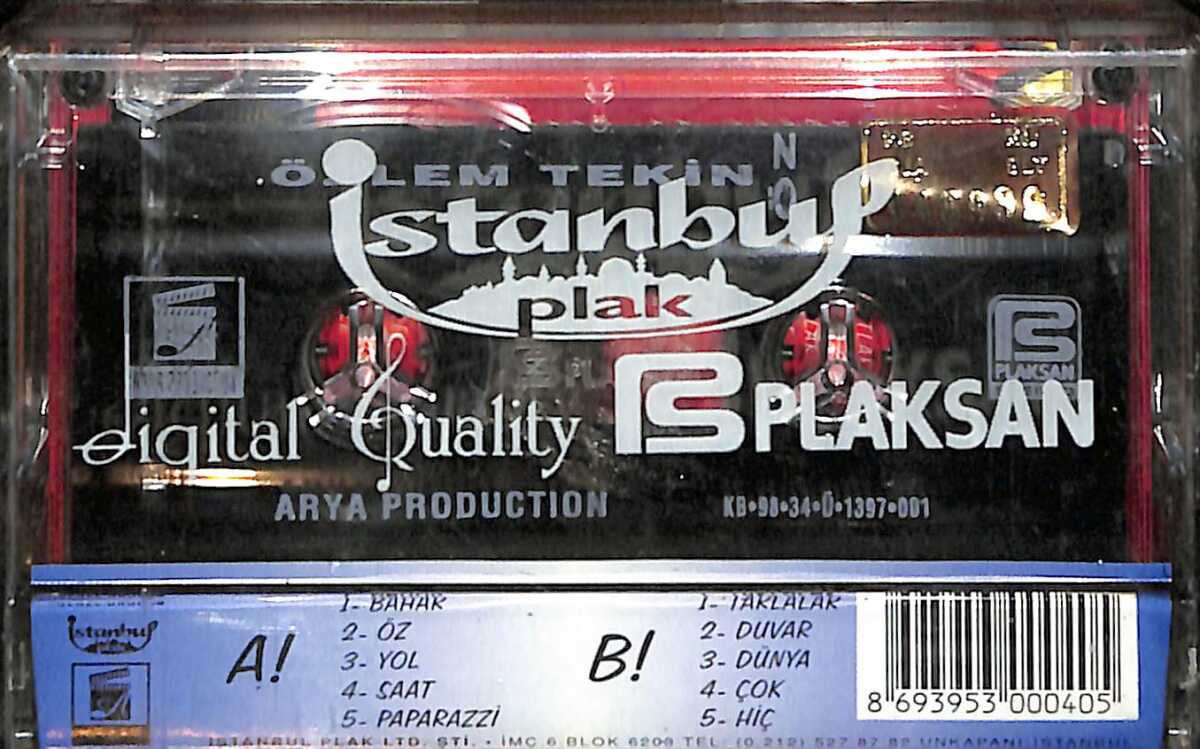 ÖZLEM TEKİN
istanbul
plak
PLAKSAN
Digital Quality
PLAKSAN
ARYA PRODUCTION
KB•98•34•Ü•1397•001
istanbul
A!
1- BAHAR
2- ÖZ
3- YOL
4- SAAT
5- PAPARAZZİ
B!
1- TAKLALAR
2- DUVAR
3- DÜNYA
4- ÇOK
5- HİÇ
8 693953 000405
İSTANBUL PLAK LTD. ŞTİ. • İMC 6 BLOK 6209 TEL: (0 212) 527 87 82 UNKAPANI İSTANBUL